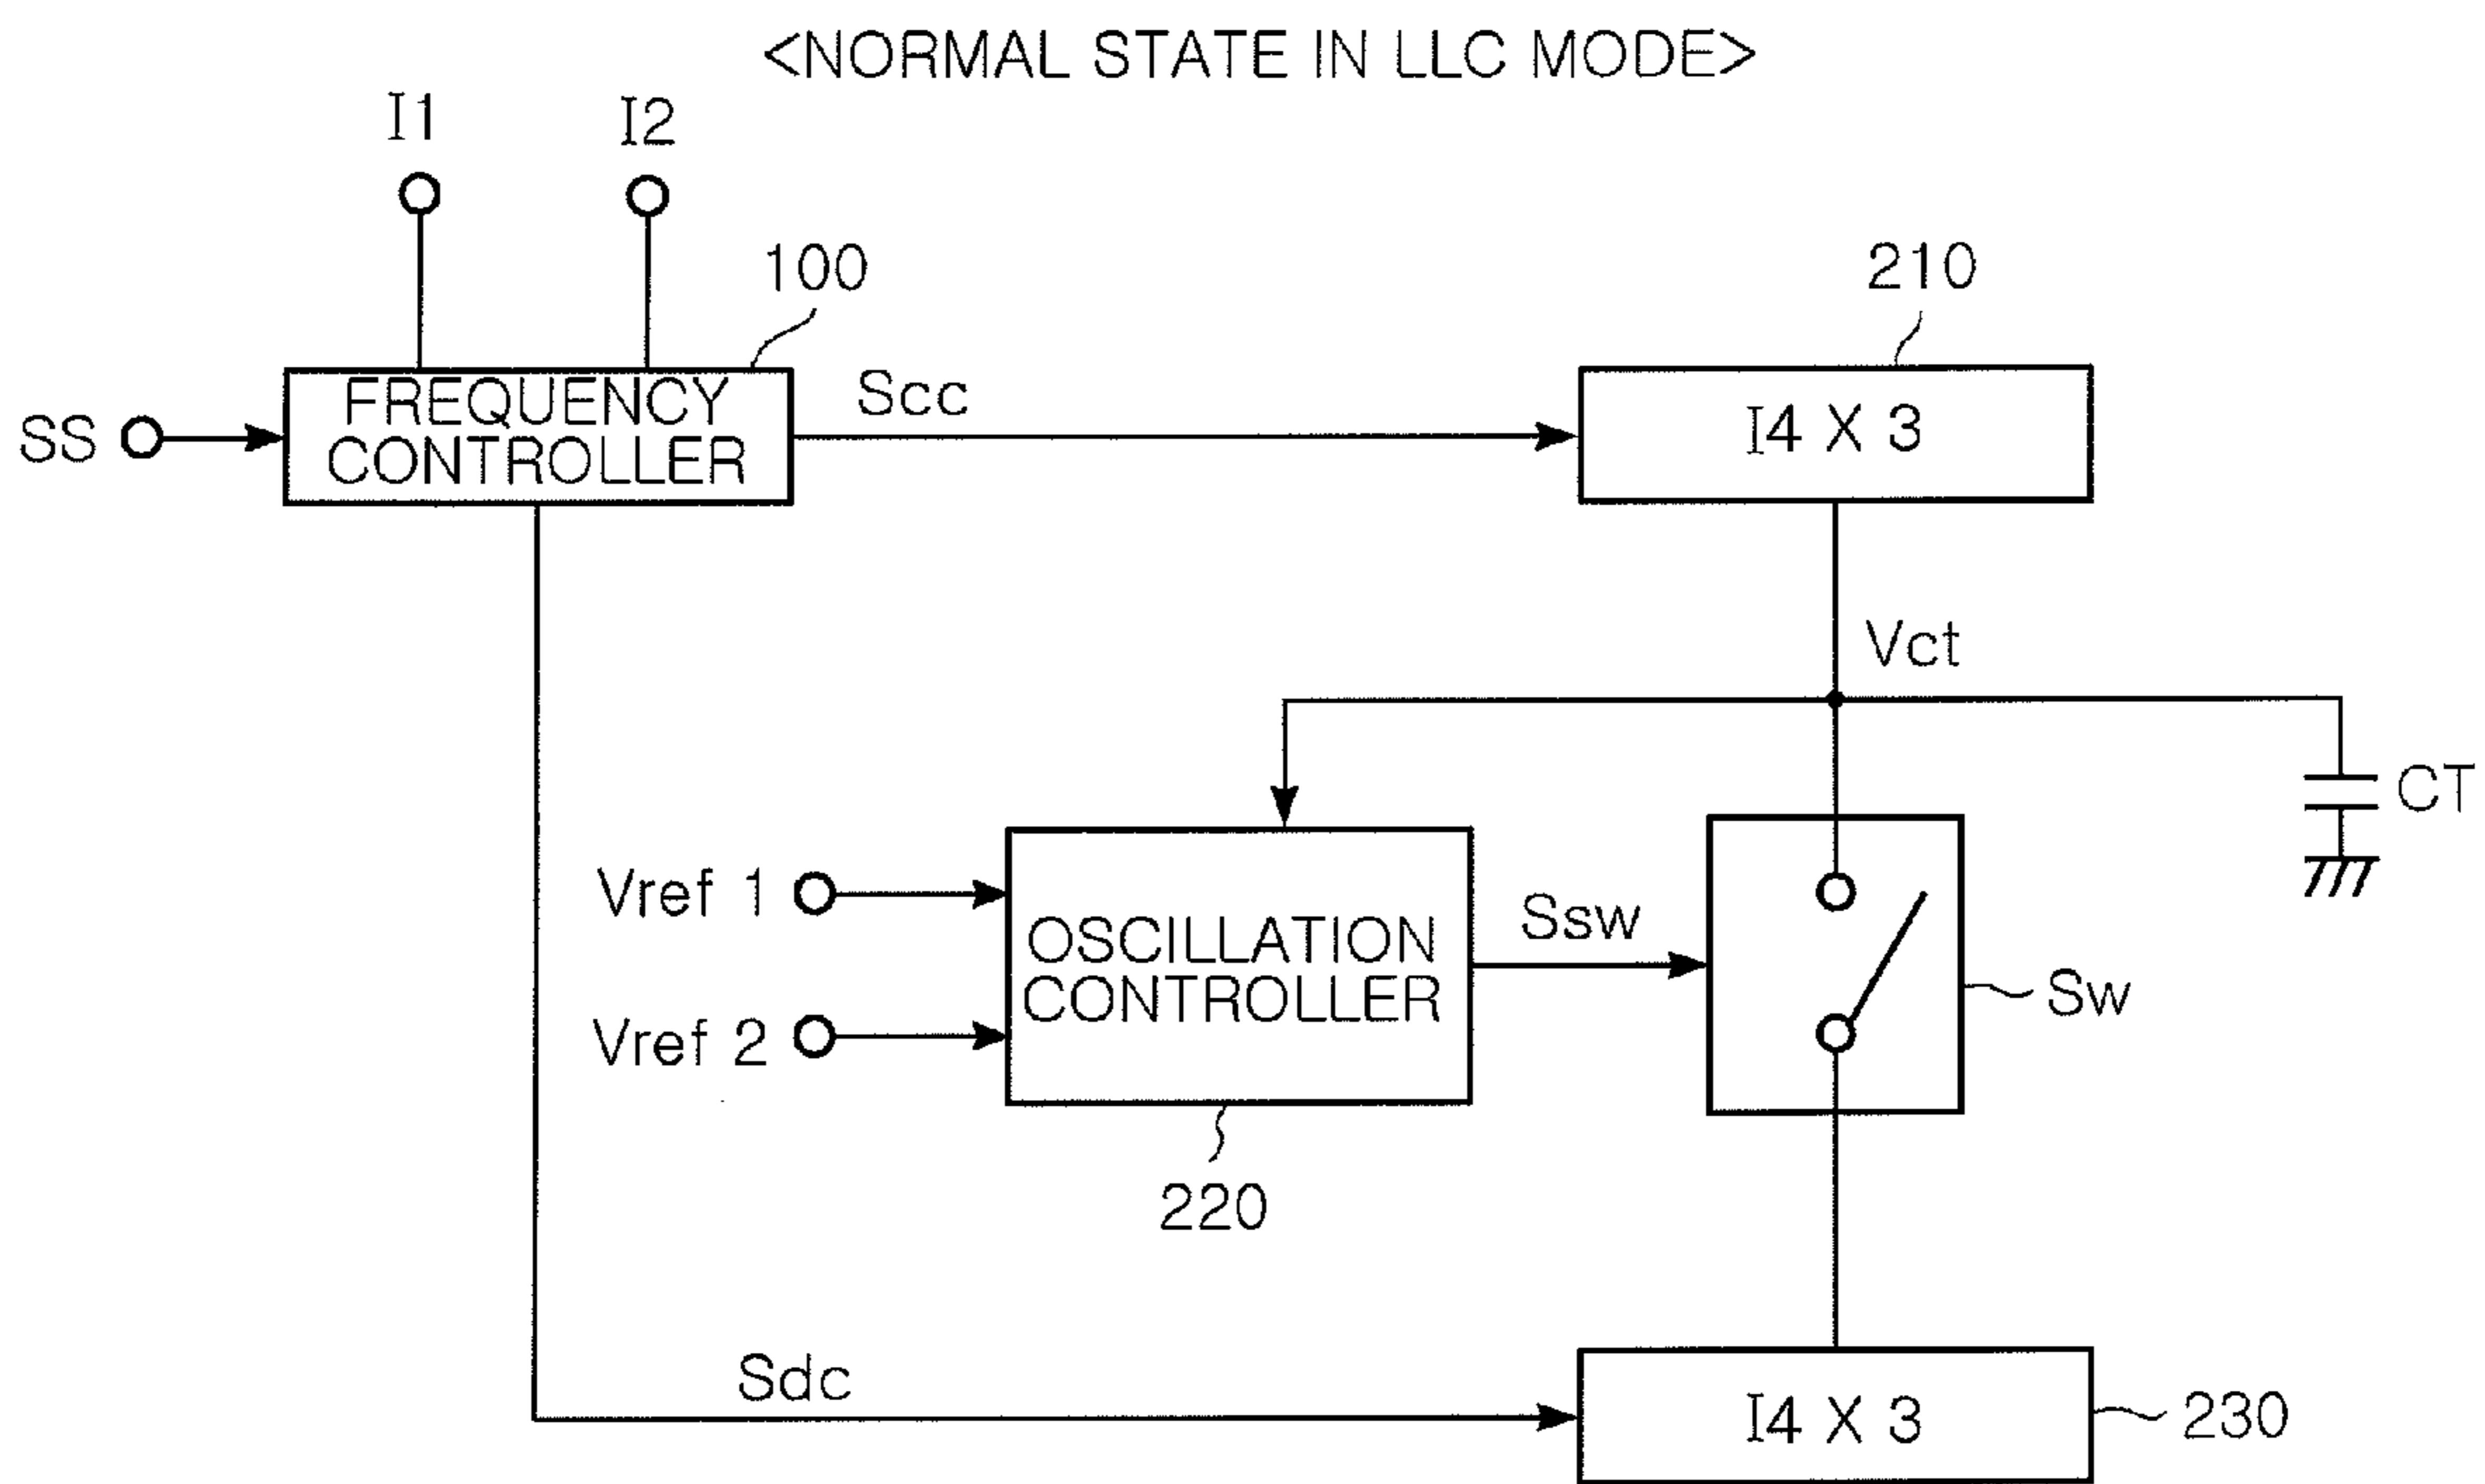 <NORMAL STATE IN LLC MODE>
I1
I2
100
210
SS
FREQUENCY
CONTROLLER
Scc
I4 X 3
Vct
CT
Vref 1
OSCILLATION
CONTROLLER
Ssw
Vref 2
Sw
220
Sdc
I4 X 3
230